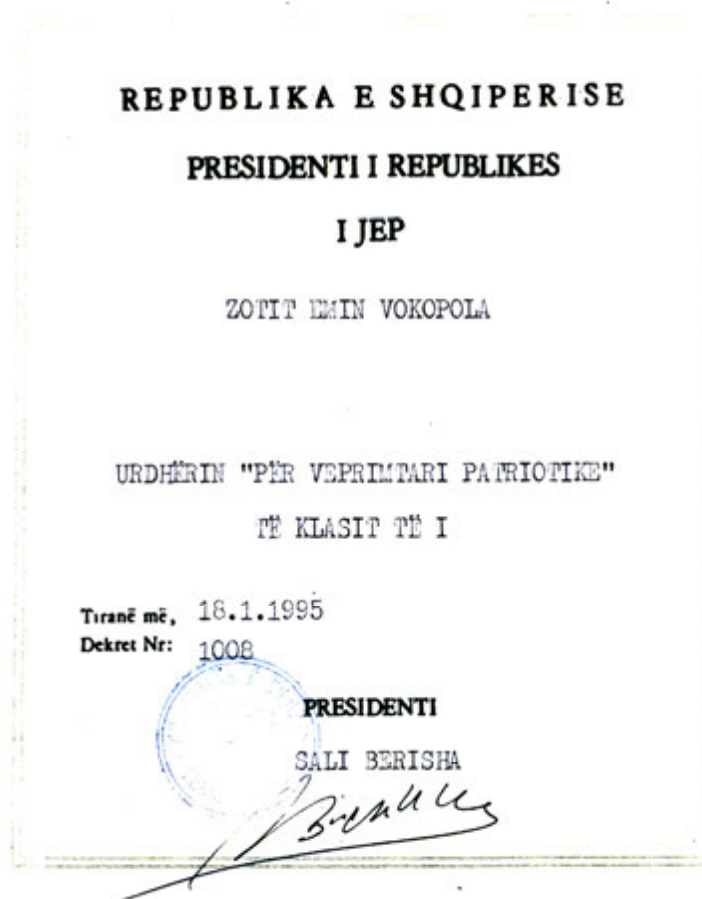 REPUBLIKA E SHQIPERISE
PRESIDENTI I REPUBLIKES
I JEP
ZOTIT EMIN VOKOPOLA
URDHËRIN "PËR VEPRIMTARI PATRIOTIKE"
TË KLASIT TË I
Tiranë më, 18.1.1995
Dekret Nr: 1008
PRESIDENTI
SALI BERISHA